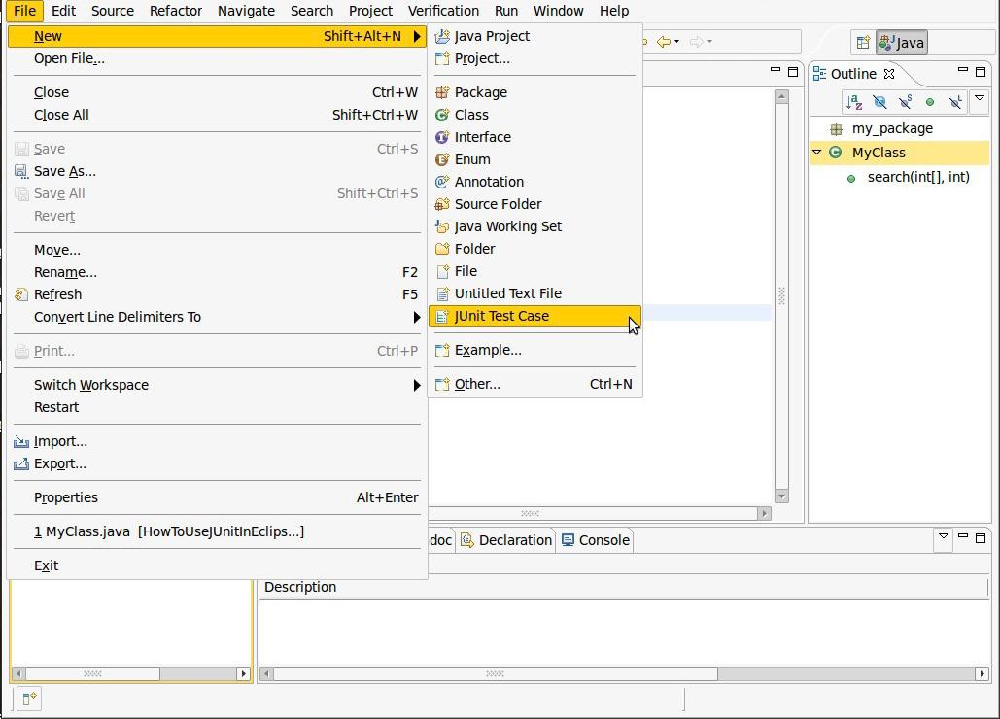 File Edit Source Refactor Navigate Search Project Verification Run Window Help
New Shift+Alt+N
Open File...
Close Ctrl+W
Close All Shift+Ctrl+W
Save Ctrl+S
Save As...
Save All Shift+Ctrl+S
Revert
Move...
Rename... F2
Refresh F5
Convert Line Delimiters To
Print... Ctrl+P
Switch Workspace
Restart
Import...
Export...
Properties Alt+Enter
1 MyClass.java [HowToUseJUnitInEclips...]
Exit
Java Project
Project...
Package
Class
Interface
Enum
Annotation
Source Folder
Java Working Set
Folder
File
Untitled Text File
JUnit Test Case
Example...
Other... Ctrl+N
Java
Outline
my_package
MyClass
search(int[], int)
doc Declaration Console
Description